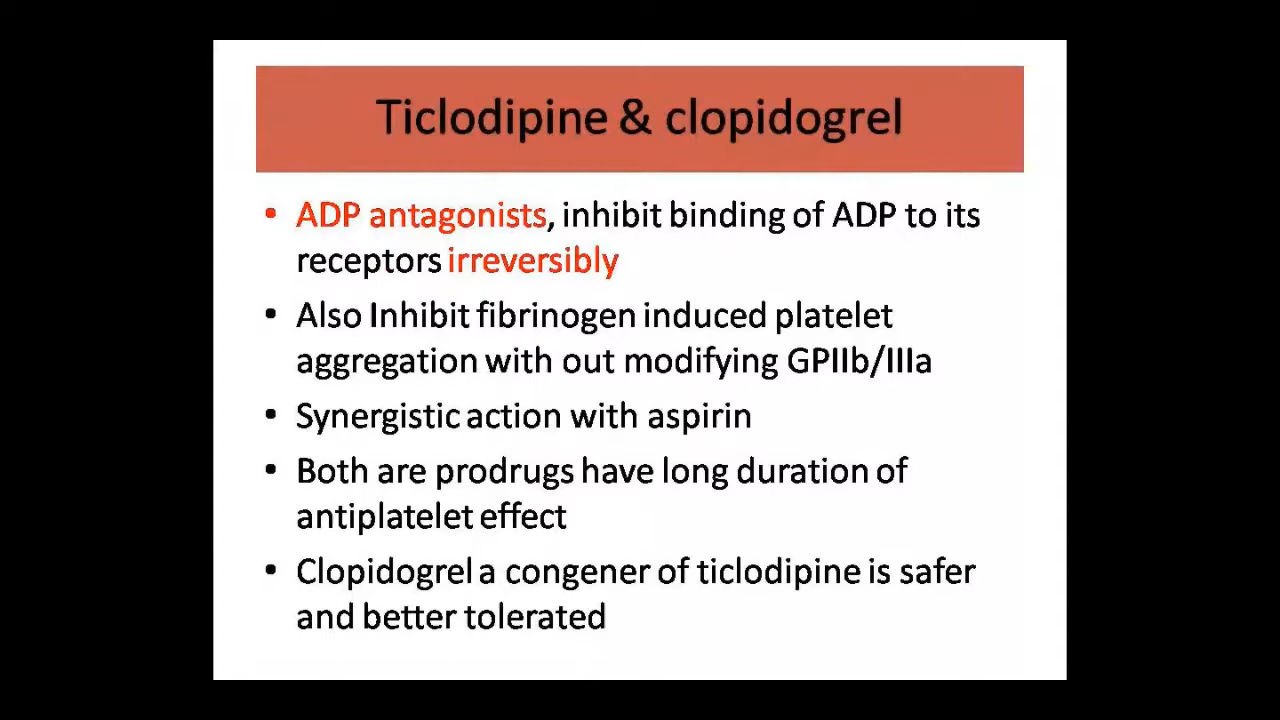 Ticlodipine & clopidogrel
• ADP antagonists, inhibit binding of ADP to its
receptors irreversibly
• Also Inhibit fibrinogen induced platelet
aggregation with out modifying GPIIb/IIIa
• Synergistic action with aspirin
• Both are prodrugs have long duration of
antiplatelet effect
• Clopidogrel a congener of ticlodipine is safer
and better tolerated